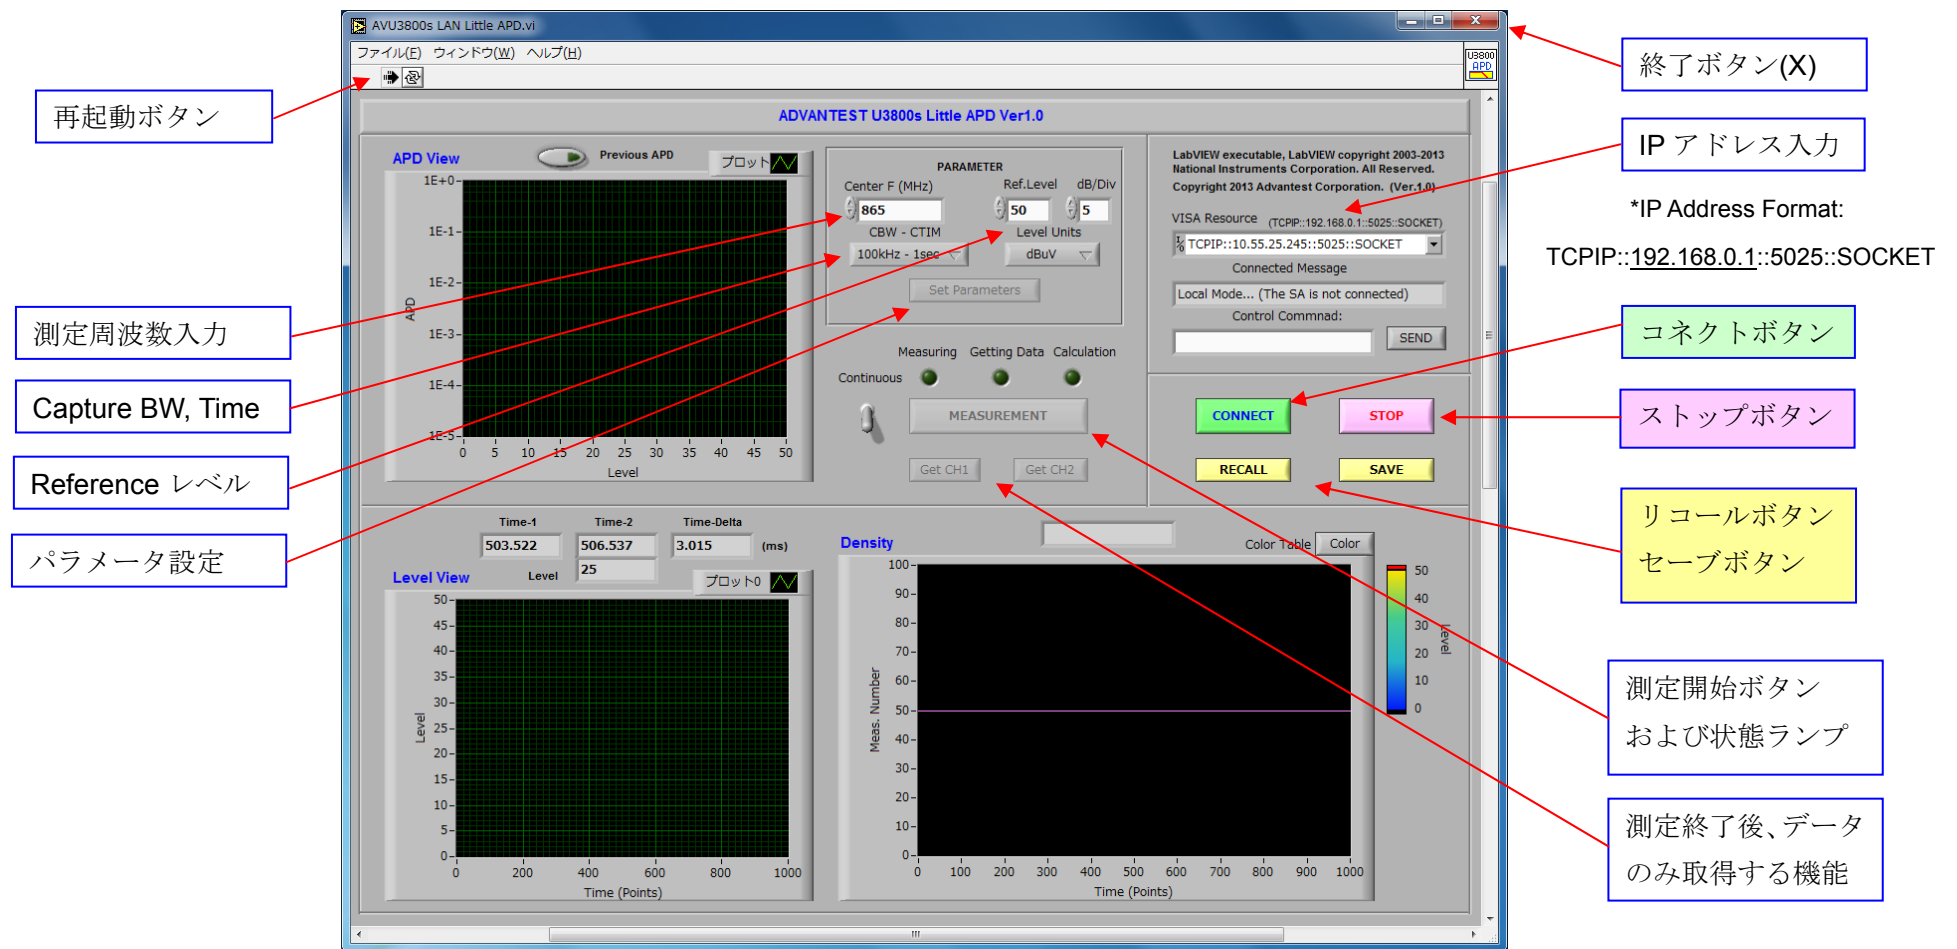 AVU3800s LAN Little APD.vi
ファイル(F) ウィンドウ(W) ヘルプ(H)
U3800
APD
ADVANTEST U3800s Little APD Ver1.0
再起動ボタン
測定周波数入力
Capture BW, Time
Reference レベル
パラメータ設定
APD View
Previous APD
プロット
1E+0
1E-1
1E-2
1E-3
1E-4
1E-5
APD
0 5 10 15 20 25 30 35 40 45 50
Level
PARAMETER
Center F (MHz) Ref.Level dB/Div
865 50 5
CBW - CTIM Level Units
100kHz - 1sec dBuV
Set Parameters
Measuring Getting Data Calculation
Continuous
MEASUREMENT
Get CH1 Get CH2
LabVIEW executable, LabVIEW copyright 2003-2013
National Instruments Corporation. All Reserved.
Copyright 2013 Advantest Corporation. (Ver.1.0)
VISA Resource (TCPIP::192.168.0.1::5025::SOCKET)
TCPIP::10.55.25.245::5025::SOCKET
Connected Message
Local Mode... (The SA is not connected)
Control Commnad:
SEND
CONNECT STOP
RECALL SAVE
Time-1 Time-2 Time-Delta
503.522 506.537 3.015 (ms)
Level 25
Level View
プロット0
50
45
40
35
30
25
20
15
10
5
0
Level
0 200 400 600 800 1000
Time (Points)
Density
Color Table Color
100
90
80
70
60
50
40
30
20
10
0
Meas. Number
0 100 200 300 400 500 600 700 800 900 1000
Time (Points)
50
40
30
20
10
0
Level
終了ボタン(X)
IP アドレス入力
*IP Address Format:
TCPIP::192.168.0.1::5025::SOCKET
コネクトボタン
ストップボタン
リコールボタン
セーブボタン
測定開始ボタン
および状態ランプ
測定終了後、データ
のみ取得する機能